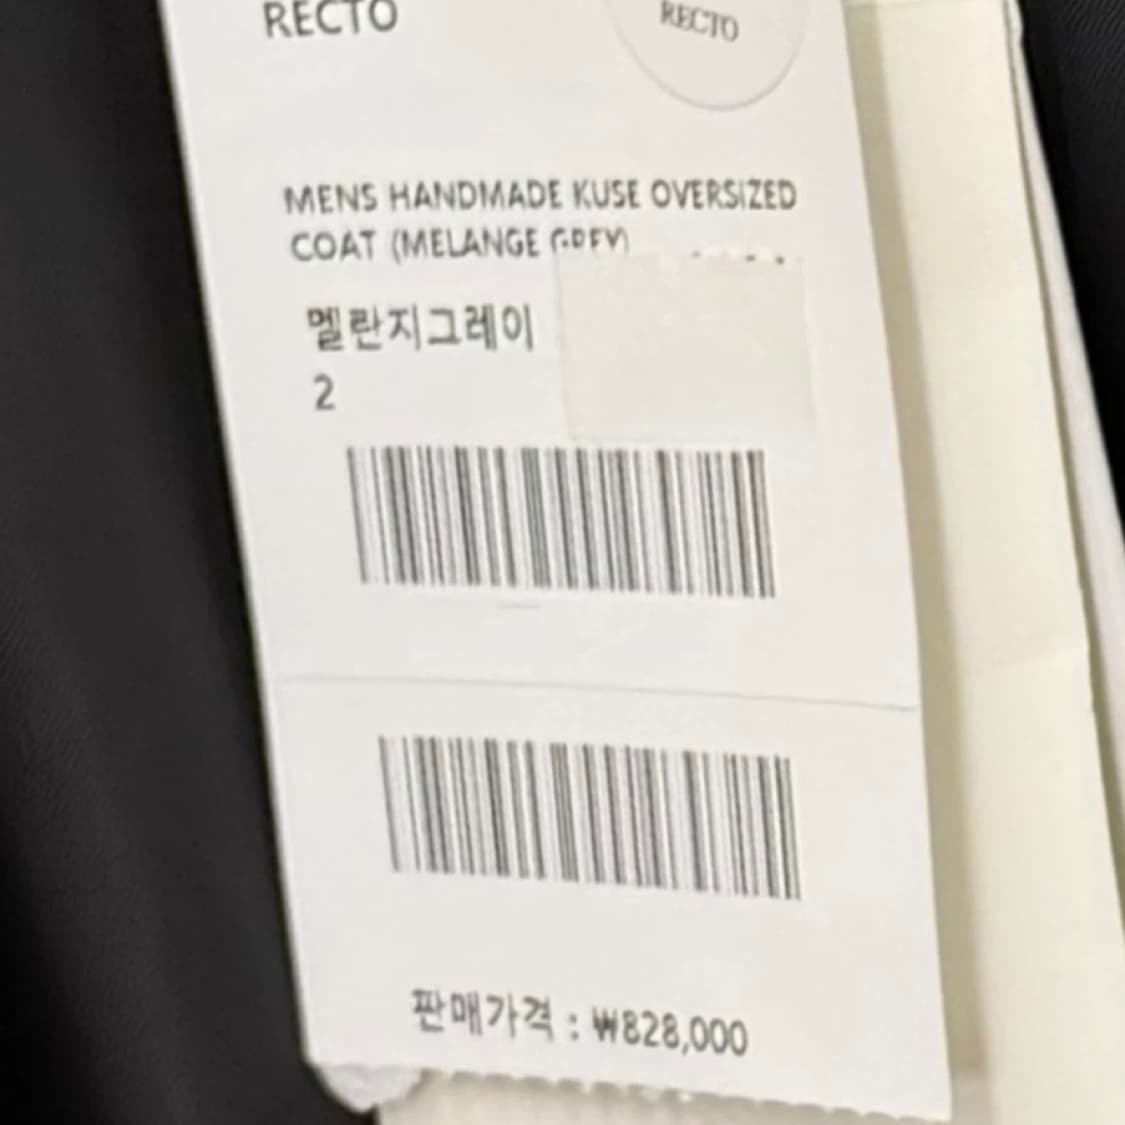 RECTO
RECTO
MENS HANDMADE KUSE OVERSIZED
COAT (MELANGE GREY)
멜란지그레이
2
판매가격 : ₩828,000